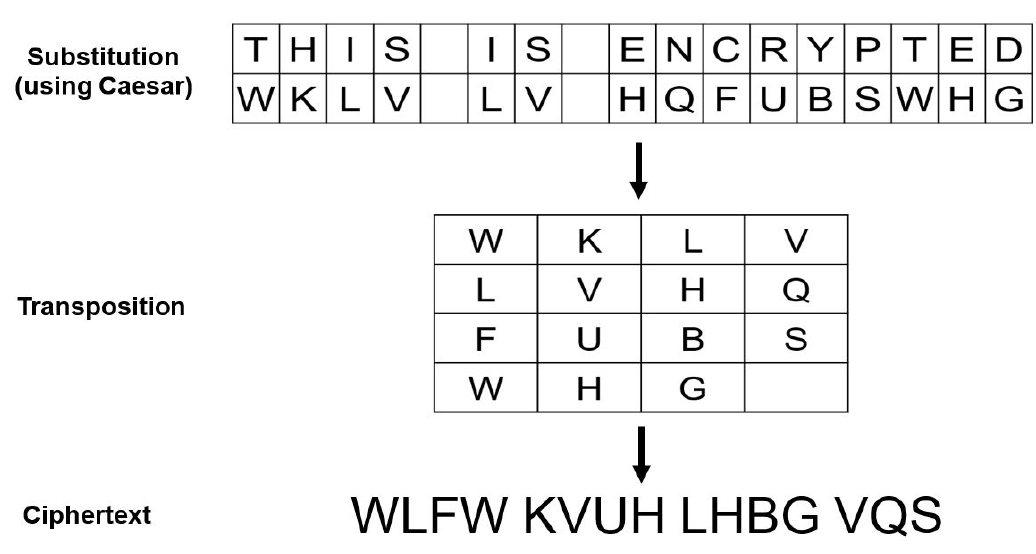 Substitution
(using Caesar)
T H I S I S E N C R Y P T E D
W K L V L V H Q F U B S W H G
Transposition
W K L V
L V H Q
F U B S
W H G
Ciphertext
WLFW KVUH LHBG VQS